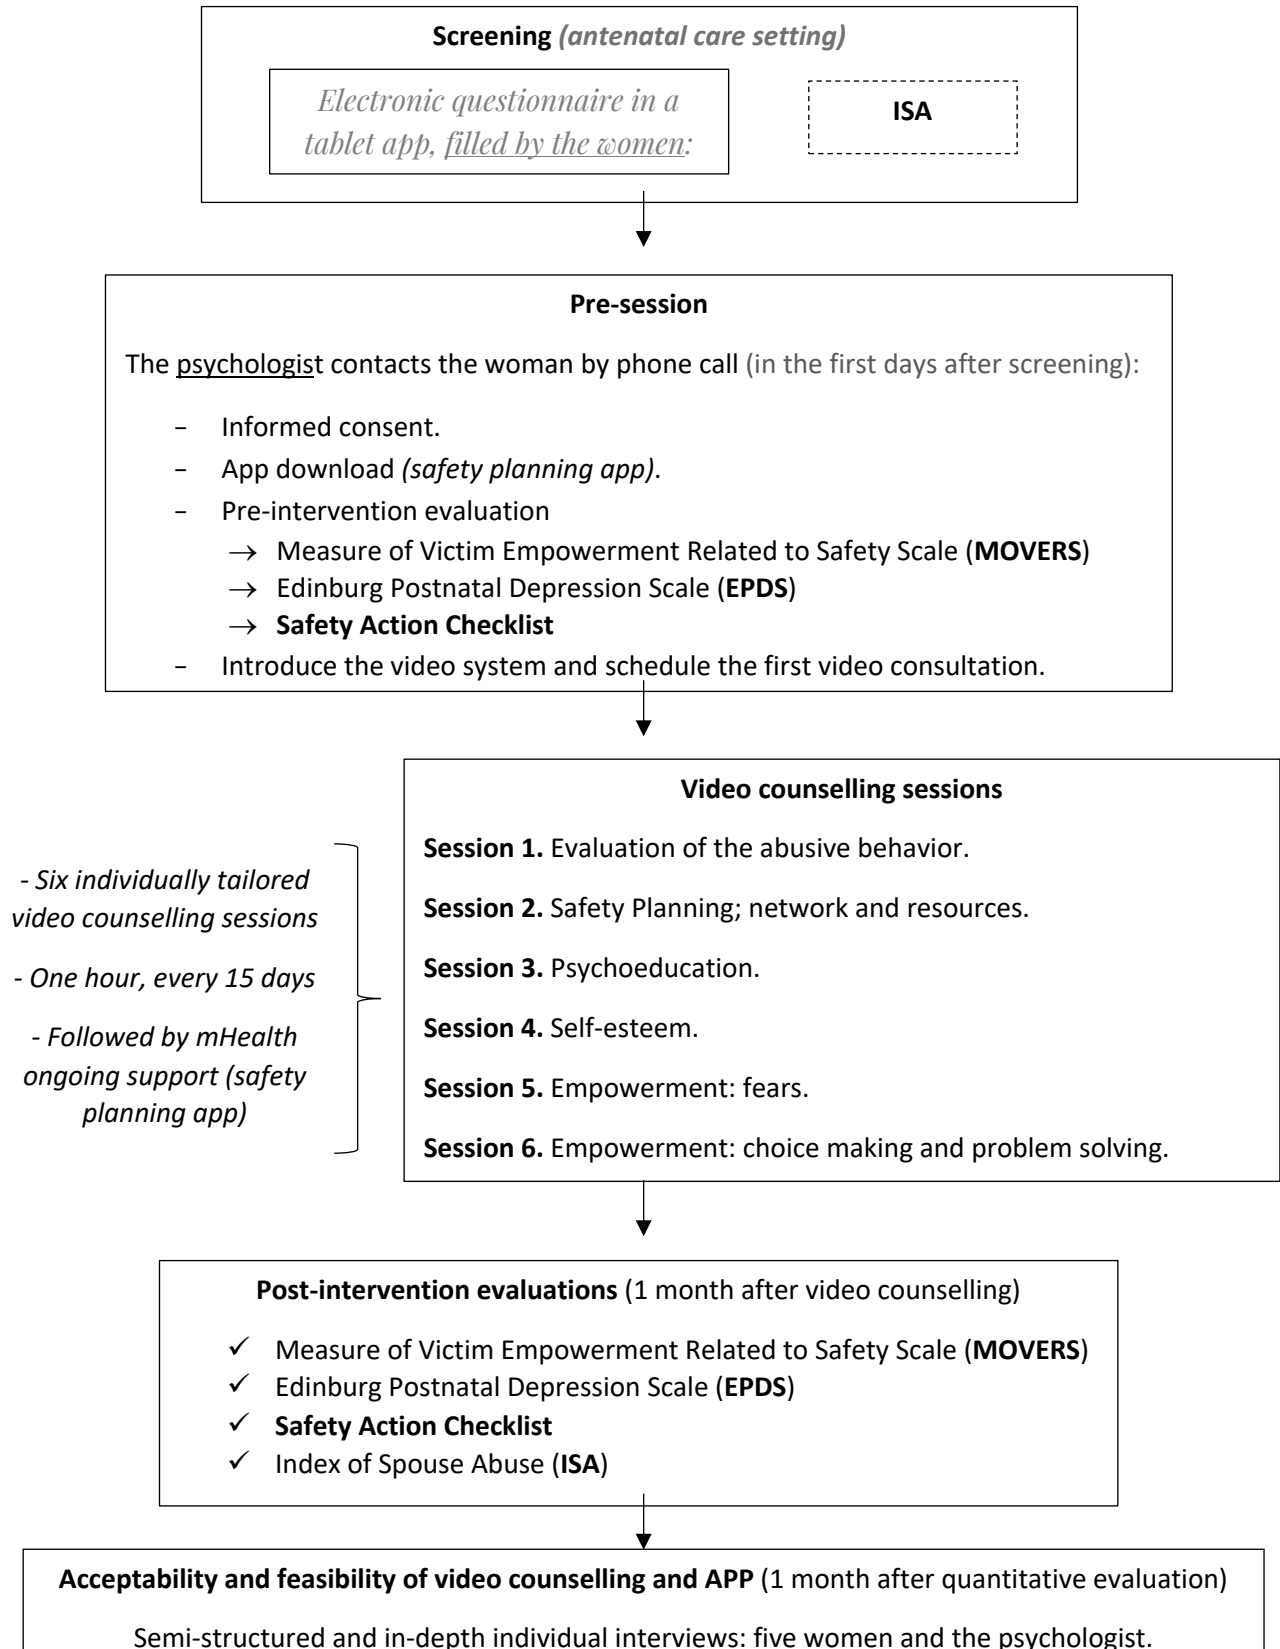 Screening (antenatal care setting)
Electronic questionnaire in a
tablet app, filled by the women:
ISA
Pre-session
The psychologist contacts the woman by phone call (in the first days after screening):
- Informed consent.
- App download (safety planning app).
- Pre-intervention evaluation
→ Measure of Victim Empowerment Related to Safety Scale (MOVERS)
→ Edinburg Postnatal Depression Scale (EPDS)
→ Safety Action Checklist
- Introduce the video system and schedule the first video consultation.
- Six individually tailored
video counselling sessions
- One hour, every 15 days
- Followed by mHealth
ongoing support (safety
planning app)
Video counselling sessions
Session 1. Evaluation of the abusive behavior.
Session 2. Safety Planning; network and resources.
Session 3. Psychoeducation.
Session 4. Self-esteem.
Session 5. Empowerment: fears.
Session 6. Empowerment: choice making and problem solving.
Post-intervention evaluations (1 month after video counselling)
✓ Measure of Victim Empowerment Related to Safety Scale (MOVERS)
✓ Edinburg Postnatal Depression Scale (EPDS)
✓ Safety Action Checklist
✓ Index of Spouse Abuse (ISA)
Acceptability and feasibility of video counselling and APP (1 month after quantitative evaluation)
Semi-structured and in-depth individual interviews: five women and the psychologist.